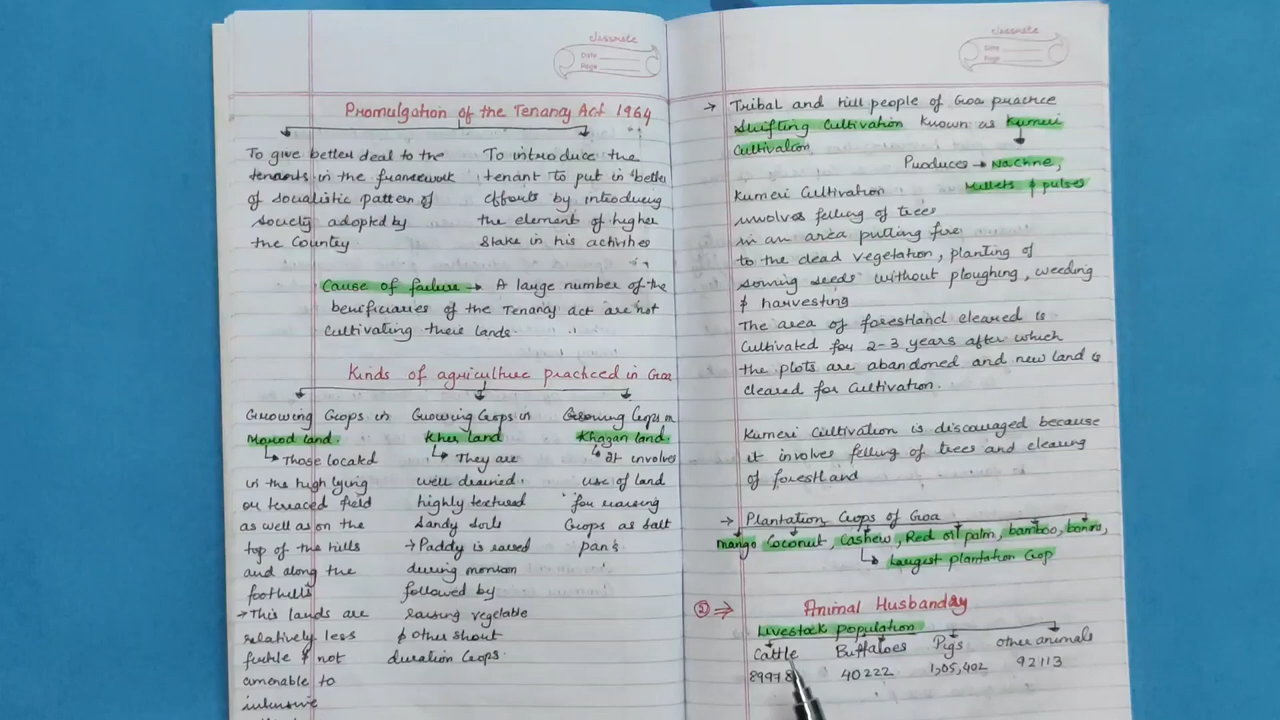 classmate
Date
Page
Promulgation of the Tenancy Act 1964
To give better deal to the
tenants in the framework
of socialistic pattern of
society adopted by
the Country
To introduce the
tenant to put in better
efforts by introducing
the element of higher
stake in his activities
Cause of failure → A large number of the
benificiaries of the Tenancy act are not
cultivating their lands
Kinds of agriculture practiced in Goa
Growing Crops in
Morod land.
Those located
in the high lying
or terraced field
as well as on the
top of the hills
and along the
foothills
→ This lands are
relatively less
fertile & not
amenable to
intensive
Growing Crops in
Kher land
They are
well drained,
highly textured
Sandy Soils
→ Paddy is raised
during monsoon
followed by
raising vegetable
& other short
duration Crops.
Growing Crops in
Khazan land.
It involves
use of land
for raising
Crops as salt
pans
classmate
Date
Page
→ Tribal and hill people of Goa practice
shifting Cultivation known as Kumeri
Cultivation
Produces → Nachne,
Millets & pulses
Kumeri Cultivation
involves felling of trees
in an area putting fire
to the dead vegetation, planting of
sowing seeds without ploughing, weeding
& harvesting
The area of forestland cleared is
Cultivated for 2-3 years after which
the plots are abandoned and new land is
cleared for Cultivation.
Kumeri Cultivation is discouraged because
it involves felling of trees and clearing
of forestland
→ Plantation Crops of Goa
mango Coconut, Cashew, Red oil palm, bamboo,
Largest plantation Crop
② ⇒ Animal Husbandry
Livestock population
Cattle Buffaloes Pigs other animals
40222 1,05,402 92113